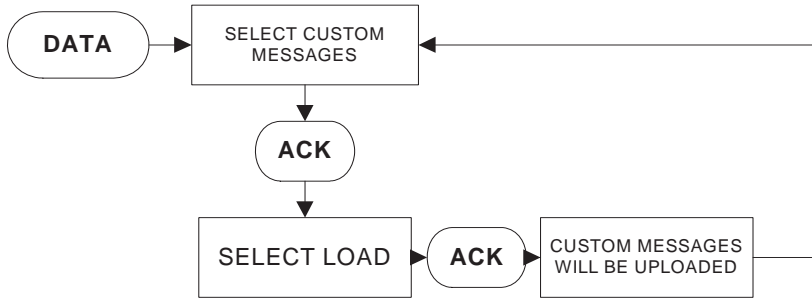 DATA
SELECT CUSTOM
MESSAGES
ACK
SELECT LOAD
ACK
CUSTOM MESSAGES
WILL BE UPLOADED